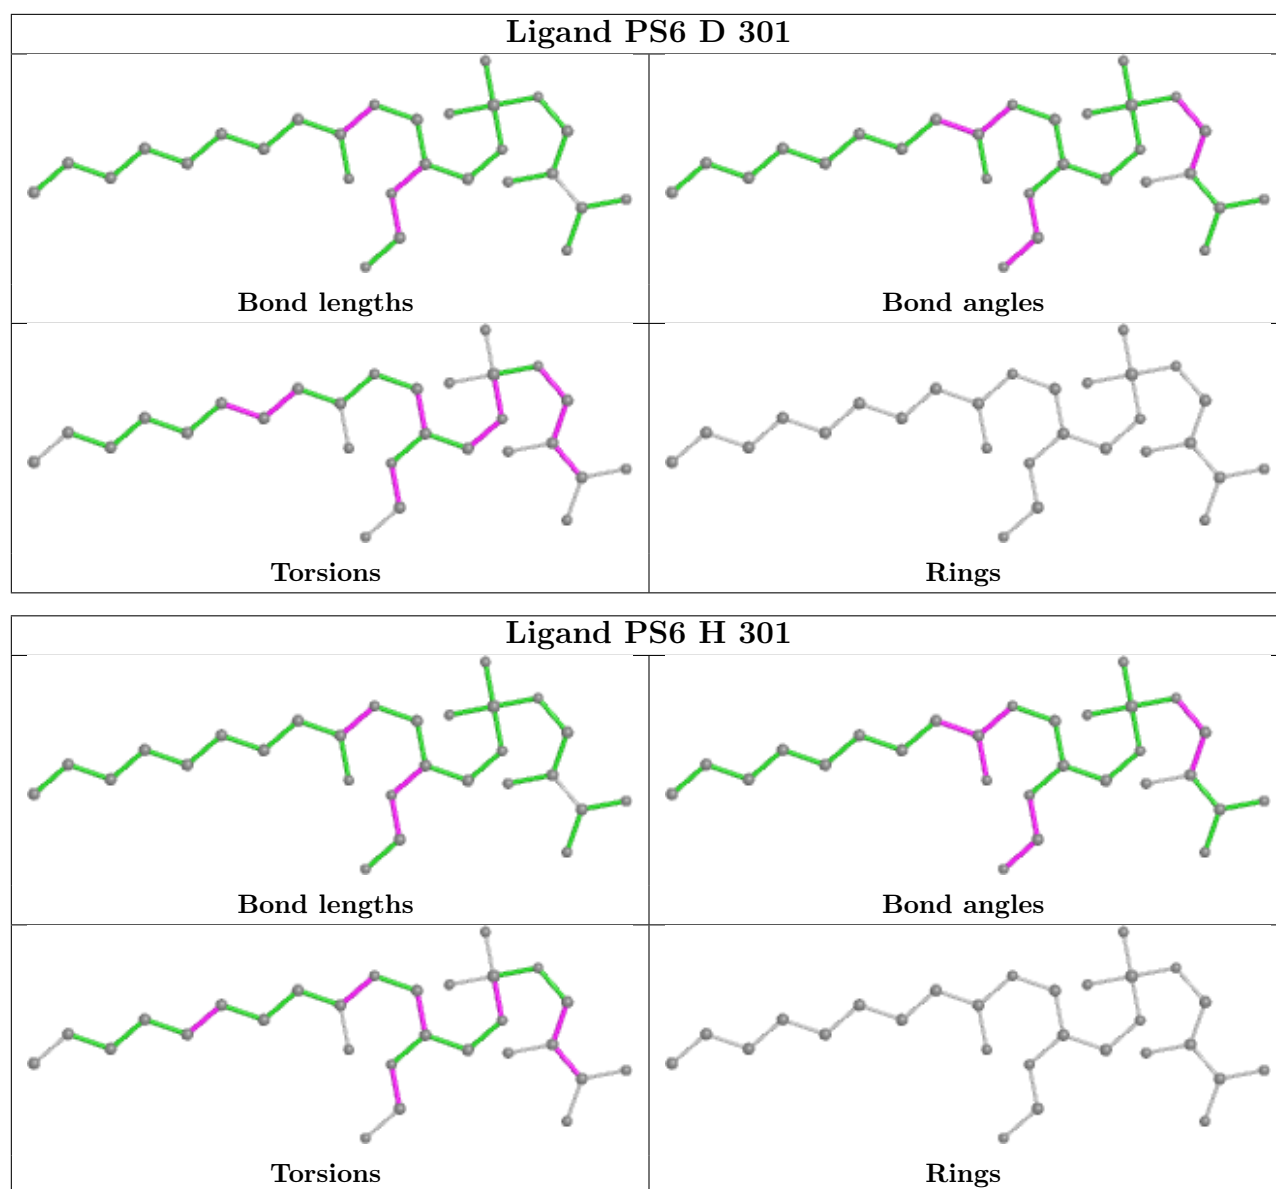 Ligand PS6 D 301
Bond lengths
Bond angles
Torsions
Rings
Ligand PS6 H 301
Bond lengths
Bond angles
Torsions
Rings